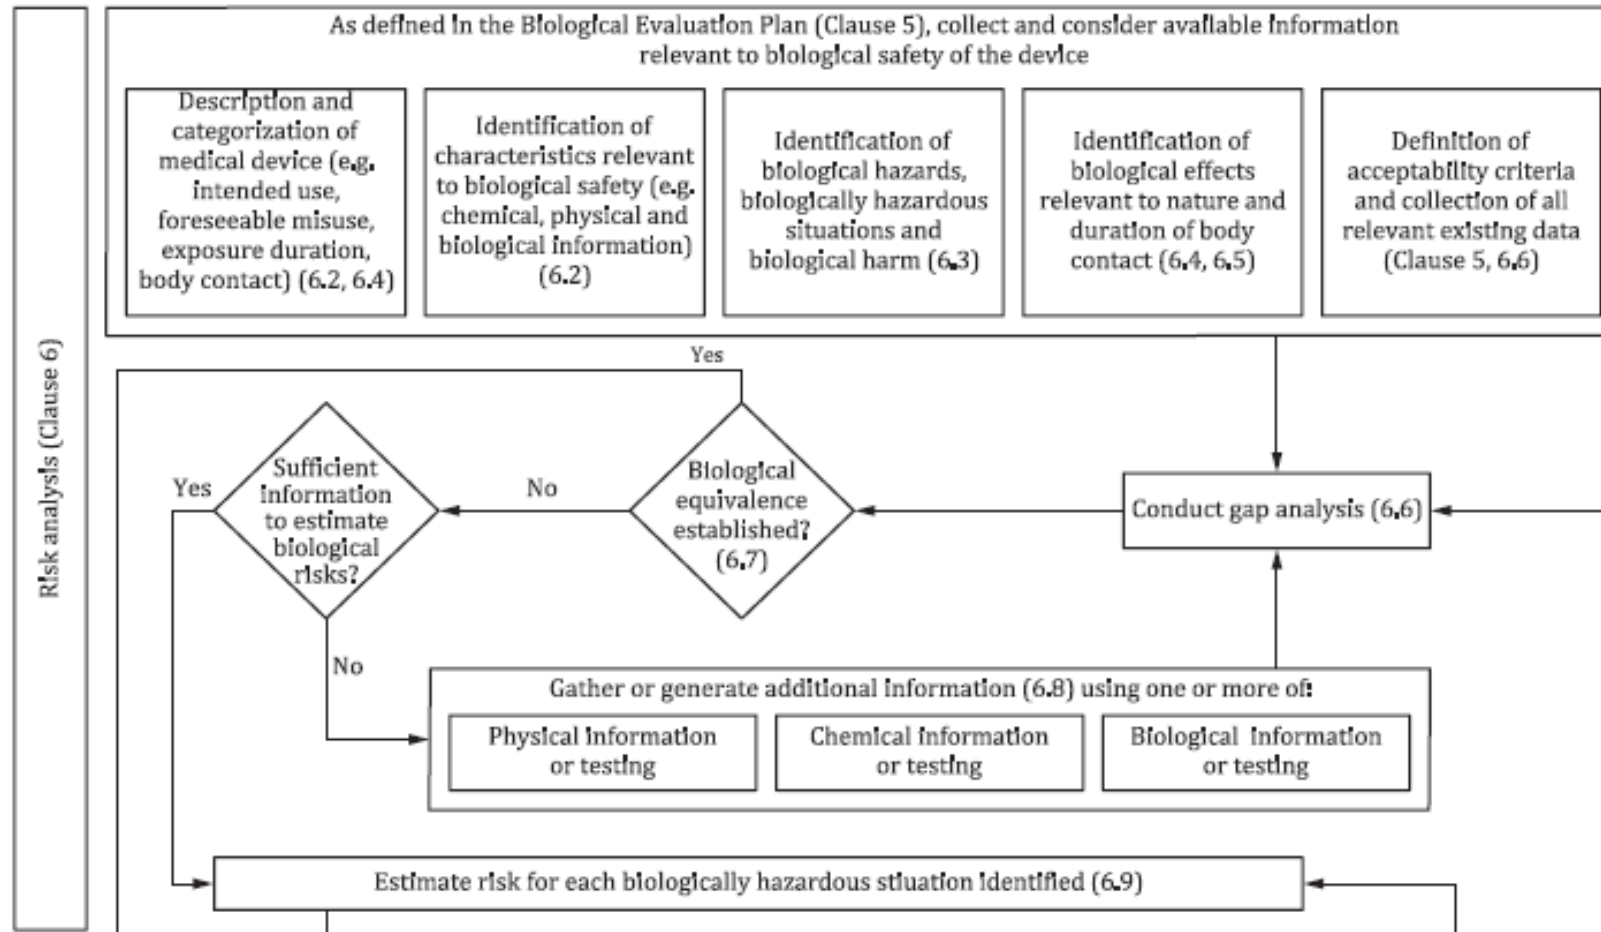 As defined in the Biological Evaluation Plan (Clause 5), collect and consider available information
relevant to biological safety of the device
Description and
categorization of
medical device (e.g.
intended use,
foreseeable misuse,
exposure duration,
body contact) (6.2, 6.4)
Identification of
characteristics relevant
to biological safety (e.g.
chemical, physical and
biological information)
(6.2)
Identification of
biological hazards,
biologically hazardous
situations and
biological harm (6.3)
Identification of
biological effects
relevant to nature and
duration of body
contact (6.4, 6.5)
Definition of
acceptability criteria
and collection of all
relevant existing data
(Clause 5, 6.6)
Risk analysis (Clause 6)
Yes
Yes
Sufficient
information
to estimate
biological
risks?
No
Biological
equivalence
established?
(6.7)
Conduct gap analysis (6.6)
No
Gather or generate additional information (6.8) using one or more of:
Physical information
or testing
Chemical information
or testing
Biological information
or testing
Estimate risk for each biologically hazardous stiuation identified (6.9)